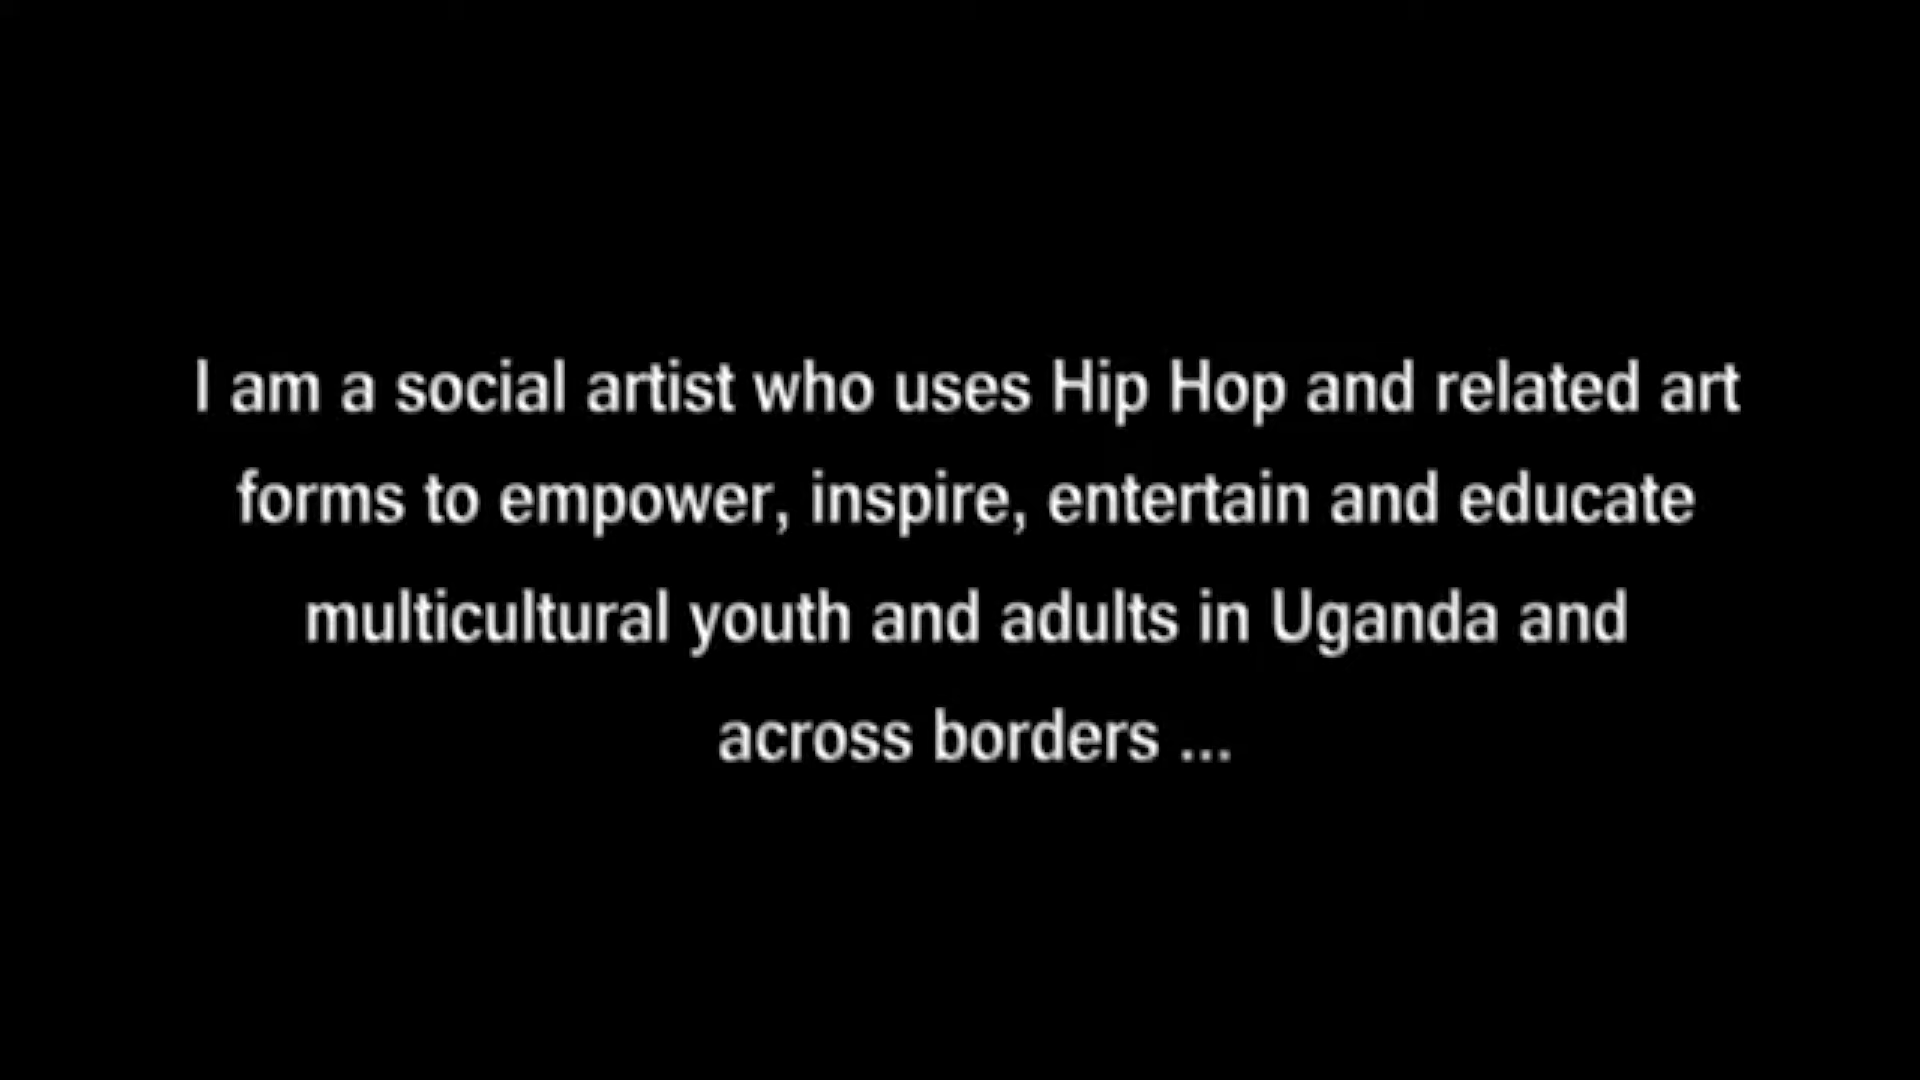 I am a social artist who uses Hip Hop and related art
forms to empower, inspire, entertain and educate
multicultural youth and adults in Uganda and
across borders ...